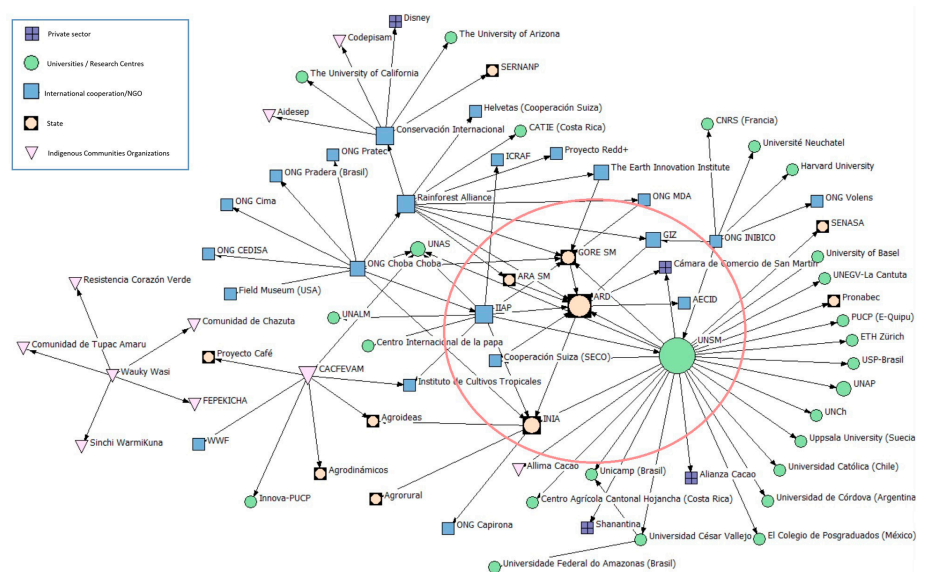 Private sector
Universities / Research Centres
International cooperation/NGO
State
Indigenous Communities Organizations
Disney
Codepisam
The University of Arizona
The University of California
SERNANP
Aidesep
Conservación Internacional
Helvetas (Cooperación Suiza)
CATIE (Costa Rica)
CNRS (Francia)
Université Neuchatel
ONG Pratec
ICRAF
Proyecto Redd+
The Earth Innovation Institute
Harvard University
ONG Pradera (Brasil)
Rainforest Alliance
ONG MDA
ONG Volens
ONG Cima
GIZ
ONG INIBICO
SENASA
UNAS
GORE SM
ONG CEDISA
ONG Choba Choba
Cámara de Comercio de San Martín
University of Basel
ARA SM
UNEGV-La Cantuta
Resistencia Corazón Verde
Field Museum (USA)
ARD
AECID
Pronabec
IIAP
UNALM
PUCP (E-Quipu)
Comunidad de Chazuta
UNSM
ETH Zürich
Comunidad de Tupac Amaru
Centro Internacional de la papa
Proyecto Café
Cooperación Suiza (SECO)
USP-Brasil
Wauky Wasi
CACFEVAM
Instituto de Cultivos Tropicales
UNAP
FEPEKICHA
UNCh
Agroideas
INIA
Sinchi WarmiKuna
WWF
Uppsala University (Suecia
Allima Cacao
Unicamp (Brasil)
Alianza Cacao
Universidad Católica (Chile)
Agrodinámicos
Innova-PUCP
Agrorural
Centro Agrícola Cantonal Hojancha (Costa Rica)
Universidad de Córdova (Argentina
ONG Capirona
Shanantina
Universidad César Vallejo
El Colegio de Posgraduados (México)
Universidade Federal do Amazonas (Brasil)